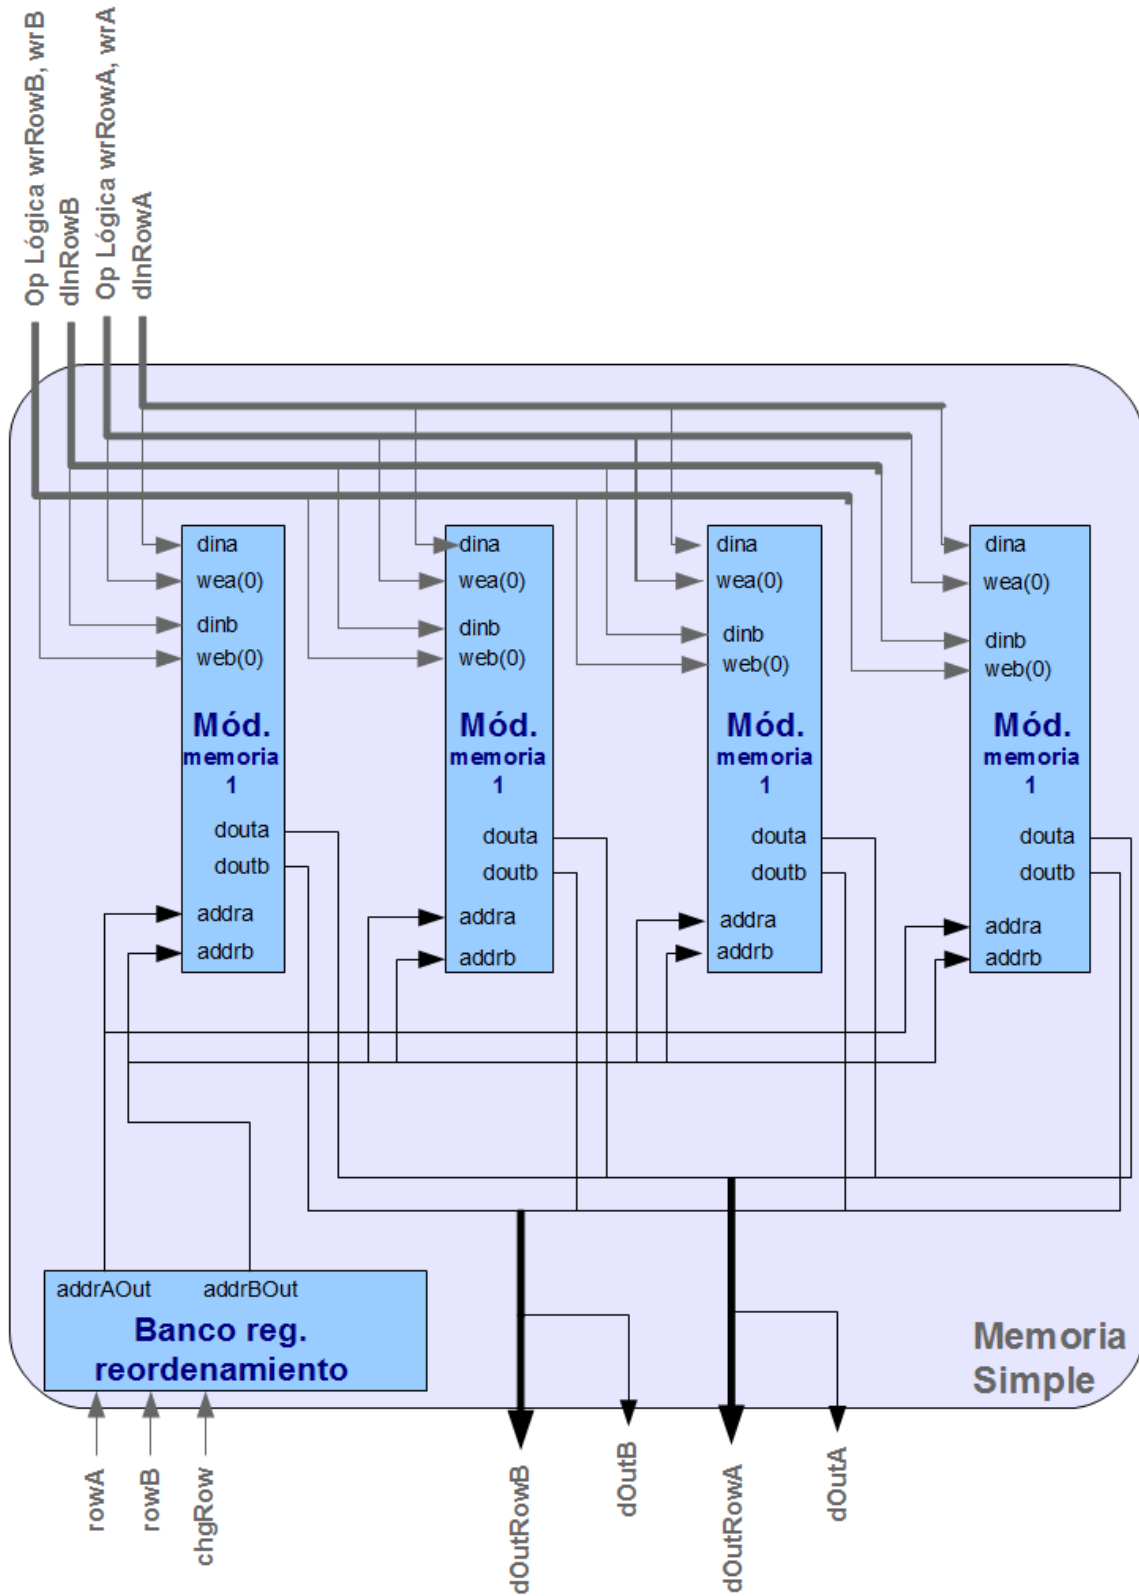 Op Lógica wrRowB, wrB
dInRowB
Op Lógica wrRowA, wrA
dInRowA
dina
wea(0)
dinb
web(0)
Mód.
memoria
1
douta
doutb
addra
addrb
dina
wea(0)
dinb
web(0)
Mód.
memoria
1
douta
doutb
addra
addrb
dina
wea(0)
dinb
web(0)
Mód.
memoria
1
douta
doutb
addra
addrb
dina
wea(0)
dinb
web(0)
Mód.
memoria
1
douta
doutb
addra
addrb
addrAOut
addrBOut
Banco reg.
reordenamiento
Memoria
Simple
rowA
rowB
chgRow
dOutRowB
dOutB
dOutRowA
dOutA